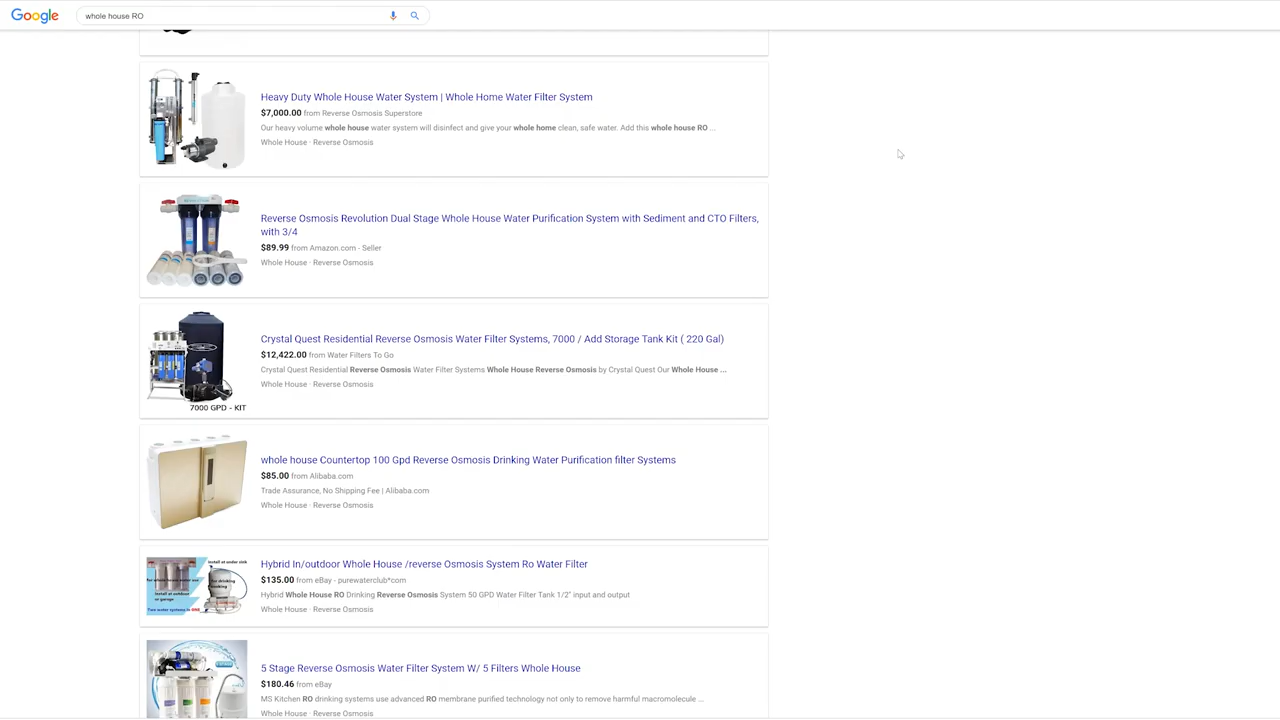 Google
whole house RO
Heavy Duty Whole House Water System | Whole Home Water Filter System
$7,000.00 from Reverse Osmosis Superstore
Our heavy volume whole house water system will disinfect and give your whole home clean, safe water. Add this whole house RO ...
Whole House · Reverse Osmosis
Reverse Osmosis Revolution Dual Stage Whole House Water Purification System with Sediment and CTO Filters,
with 3/4
$89.99 from Amazon.com - Seller
Whole House · Reverse Osmosis
Crystal Quest Residential Reverse Osmosis Water Filter Systems, 7000 / Add Storage Tank Kit ( 220 Gal)
$12,422.00 from Water Filters To Go
Crystal Quest Residential Reverse Osmosis Water Filter Systems Whole House Reverse Osmosis by Crystal Quest Our Whole House ...
Whole House · Reverse Osmosis
7000 GPD - KIT
whole house Countertop 100 Gpd Reverse Osmosis Drinking Water Purification filter Systems
$85.00 from Alibaba.com
Trade Assurance, No Shipping Fee | Alibaba.com
Whole House · Reverse Osmosis
Hybrid In/outdoor Whole House /reverse Osmosis System Ro Water Filter
$135.00 from eBay - purewaterclub*com
Hybrid Whole House RO Drinking Reverse Osmosis System 50 GPD Water Filter Tank 1/2" input and output
Whole House · Reverse Osmosis
5 Stage Reverse Osmosis Water Filter System W/ 5 Filters Whole House
$180.46 from eBay
MS Kitchen RO drinking systems use advanced RO membrane purified technology not only to remove harmful macromolecule ...
Whole House · Reverse Osmosis